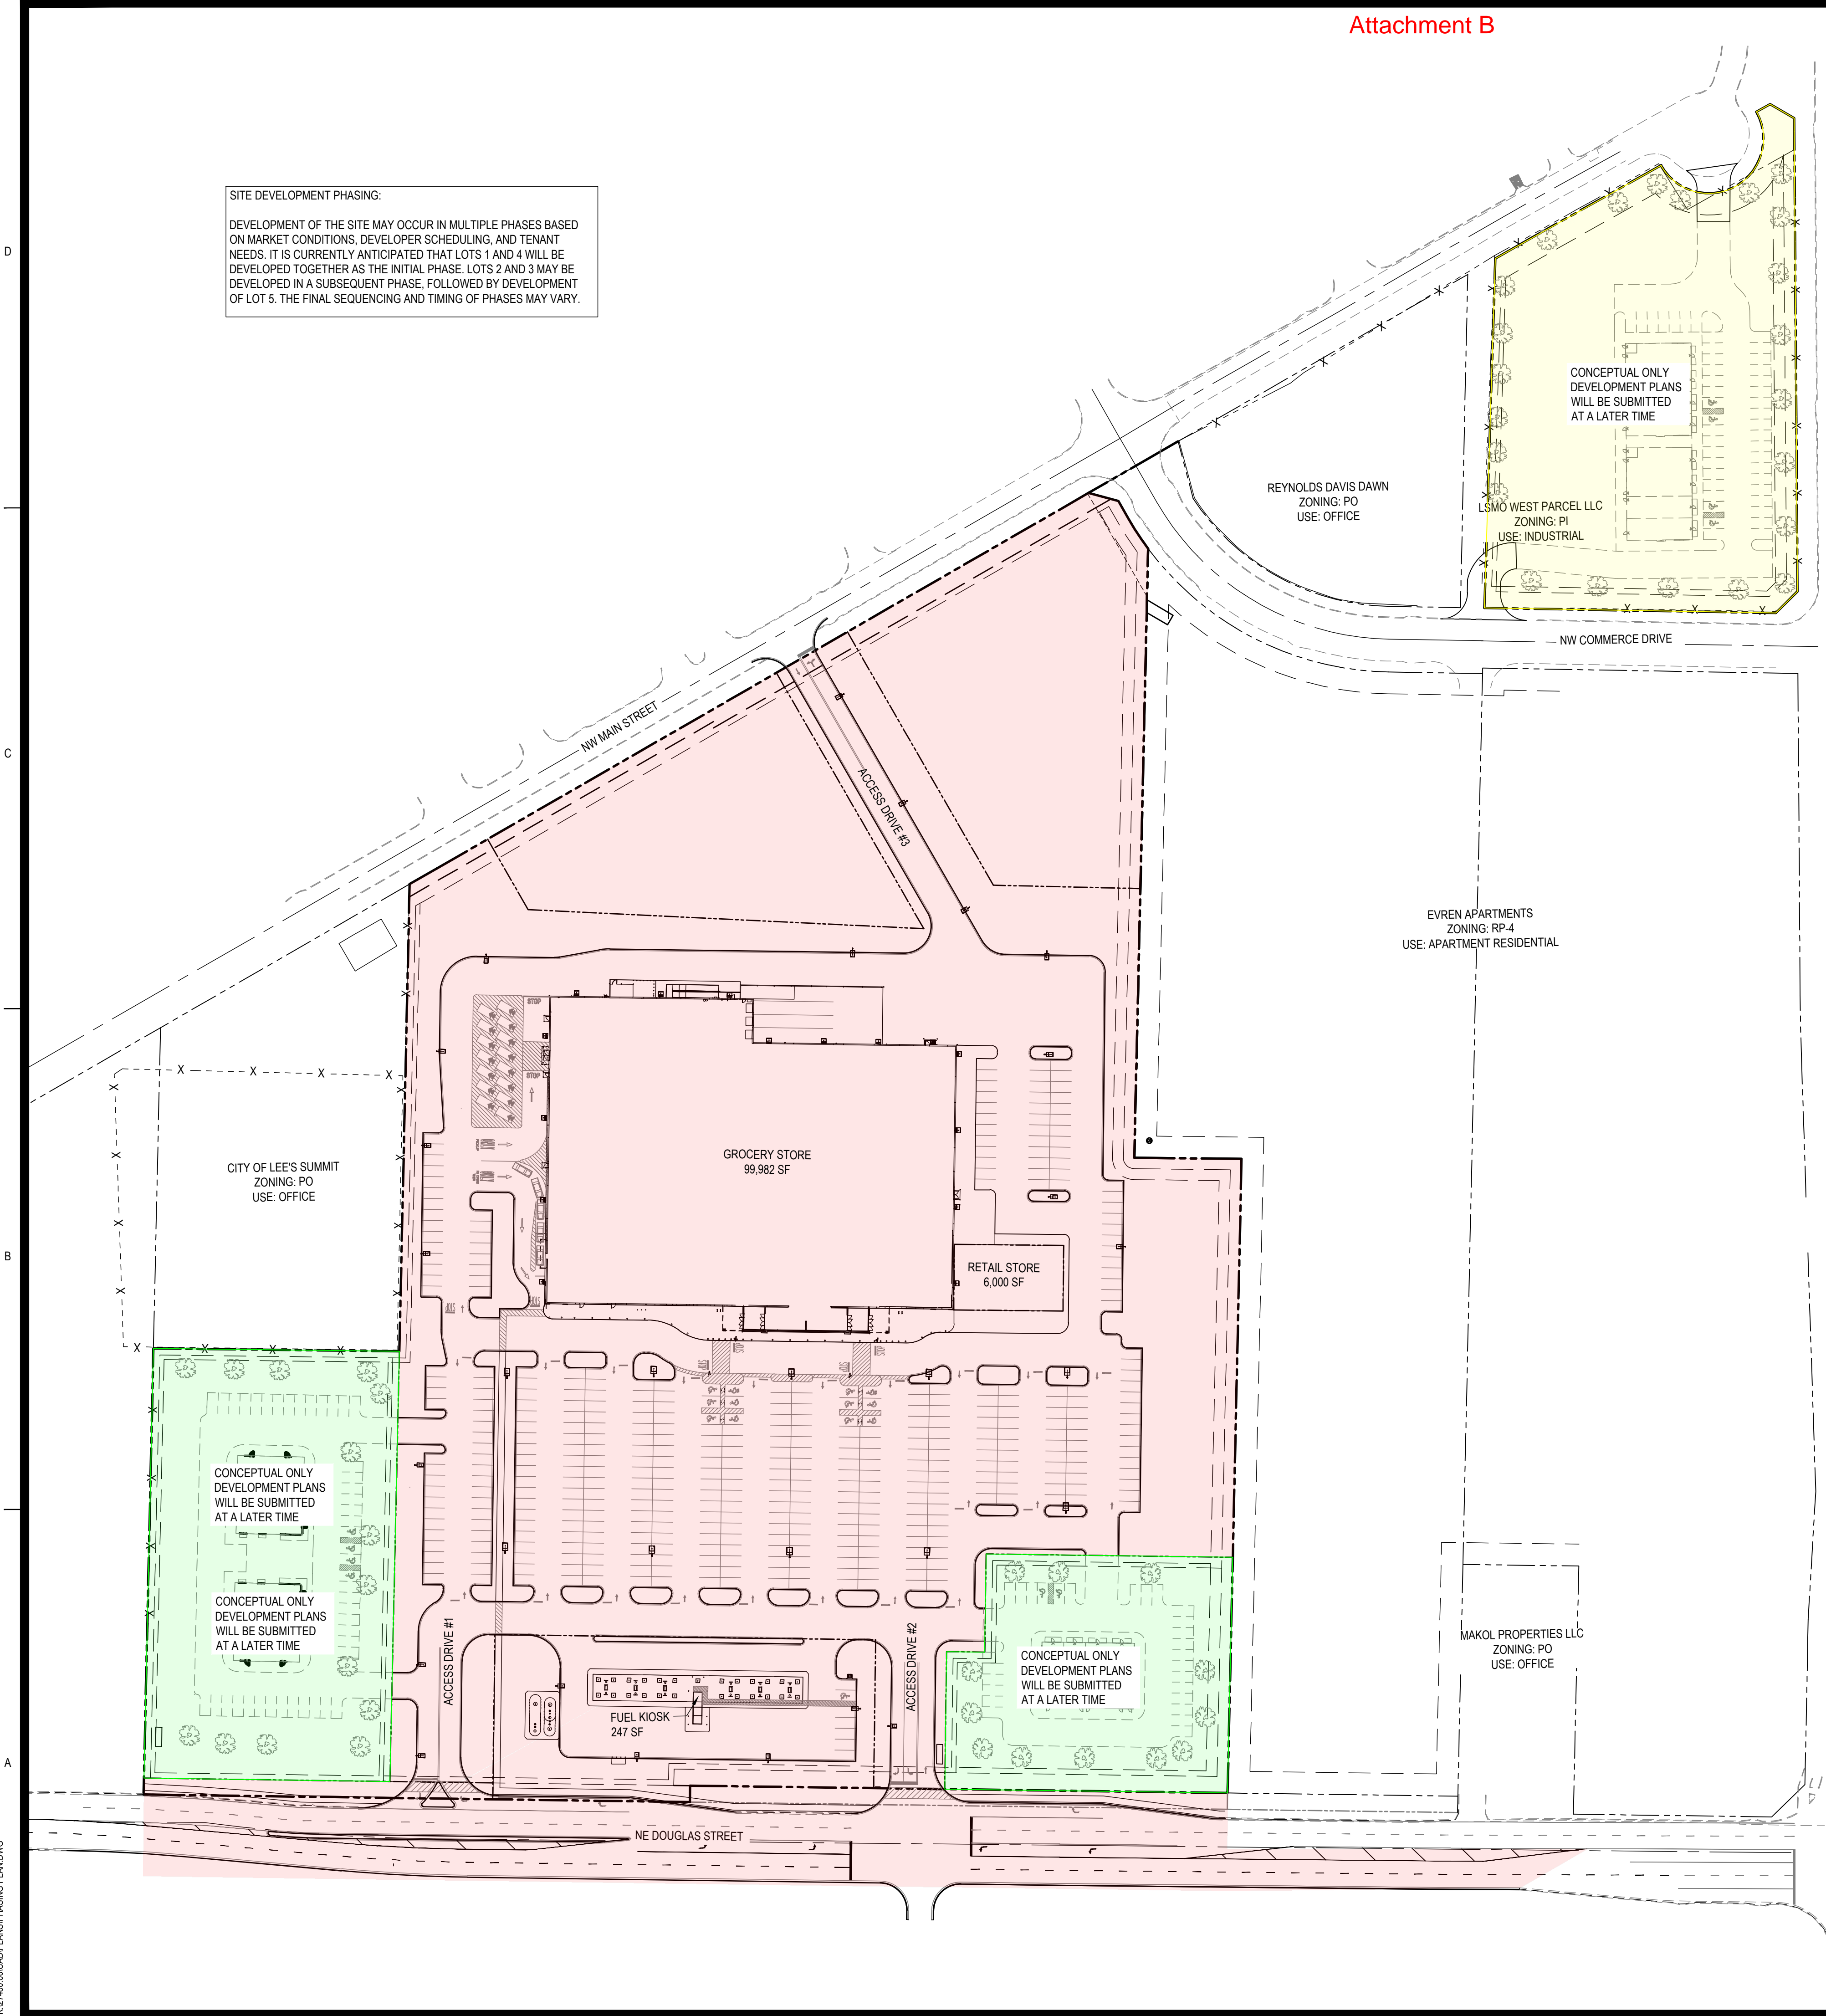 Attachment B
SITE DEVELOPMENT PHASING:
DEVELOPMENT OF THE SITE MAY OCCUR IN MULTIPLE PHASES BASED
ON MARKET CONDITIONS, DEVELOPER SCHEDULING, AND TENANT
NEEDS. IT IS CURRENTLY ANTICIPATED THAT LOTS 1 AND 4 WILL BE
DEVELOPED TOGETHER AS THE INITIAL PHASE. LOTS 2 AND 3 MAY BE
DEVELOPED IN A SUBSEQUENT PHASE, FOLLOWED BY DEVELOPMENT
OF LOT 5. THE FINAL SEQUENCING AND TIMING OF PHASES MAY VARY.
D
CONCEPTUAL ONLY
DEVELOPMENT PLANS
WILL BE SUBMITTED
AT A LATER TIME
REYNOLDS DAVIS DAWN
ZONING: PO
USE: OFFICE
LSMO WEST PARCEL LLC
ZONING: PI
USE: INDUSTRIAL
NW COMMERCE DRIVE
NW MAIN STREET
C
ACCESS DRIVE #3
EVREN APARTMENTS
ZONING: RP-4
USE: APARTMENT RESIDENTIAL
STOP
STOP
GROCERY STORE
99,982 SF
CITY OF LEE'S SUMMIT
ZONING: PO
USE: OFFICE
B
RETAIL STORE
6,000 SF
CONCEPTUAL ONLY
DEVELOPMENT PLANS
WILL BE SUBMITTED
AT A LATER TIME
CONCEPTUAL ONLY
DEVELOPMENT PLANS
WILL BE SUBMITTED
AT A LATER TIME
ACCESS DRIVE #1
ACCESS DRIVE #2
CONCEPTUAL ONLY
DEVELOPMENT PLANS
WILL BE SUBMITTED
AT A LATER TIME
MAKOL PROPERTIES LLC
ZONING: PO
USE: OFFICE
FUEL KIOSK
247 SF
A
NE DOUGLAS STREET